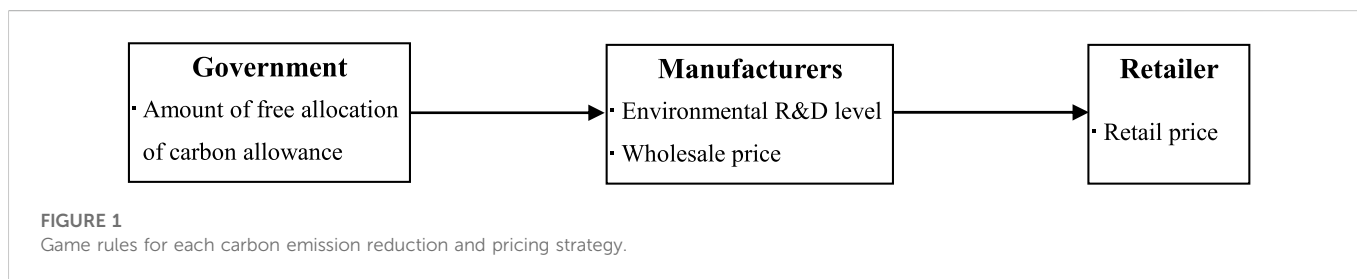 Government
· Amount of free allocation
of carbon allowance
Manufacturers
· Environmental R&D level
· Wholesale price
Retailer
· Retail price
FIGURE 1
Game rules for each carbon emission reduction and pricing strategy.